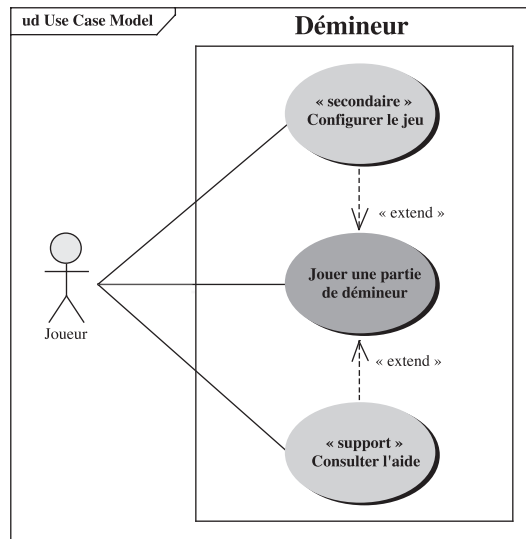 ud Use Case Model
Démineur
« secondaire »
Configurer le jeu
« extend »
Jouer une partie
de démineur
Joueur
« extend »
« support »
Consulter l'aide